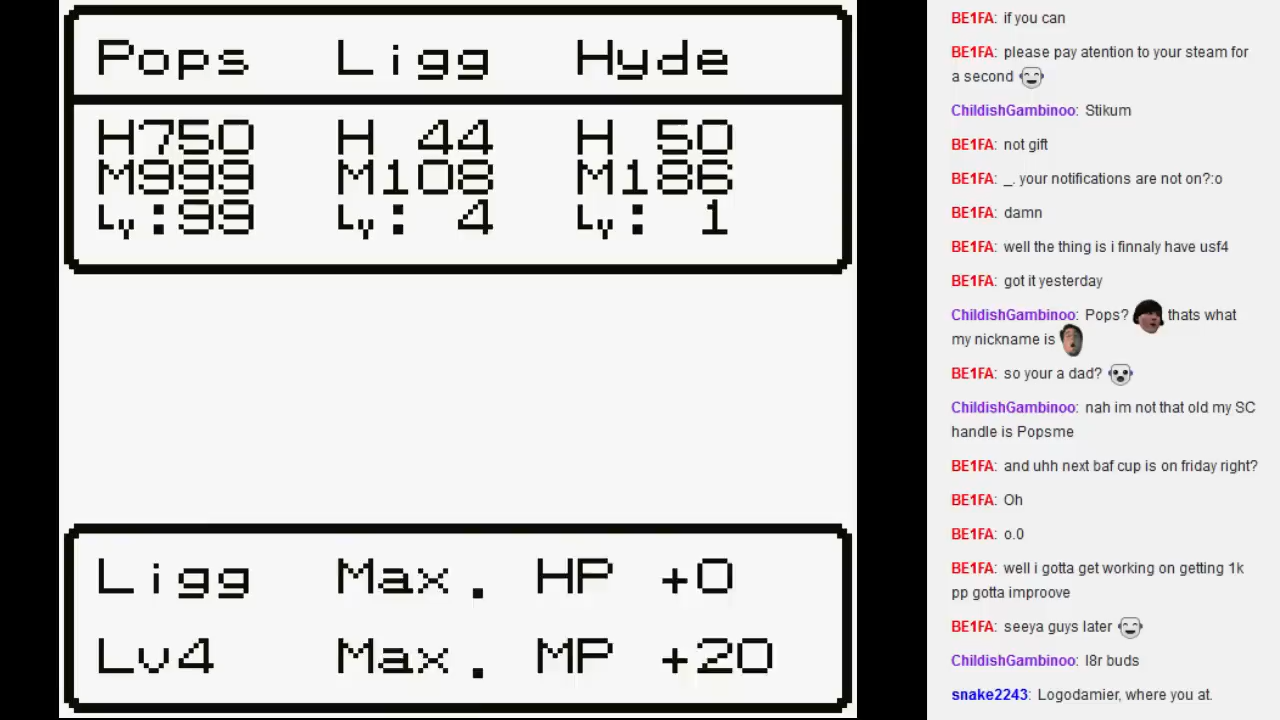 Pops Ligg Hyde
H750 H 44 H 50
M999 M108 M186
Lv:99 Lv: 4 Lv: 1
Ligg Max. HP +0
Lv4 Max. MP +20
BE1FA: if you can
BE1FA: please pay atention to your steam for
a second
ChildishGambinoo: Stikum
BE1FA: not gift
BE1FA: _. your notifications are not on?:o
BE1FA: damn
BE1FA: well the thing is i finnaly have usf4
BE1FA: got it yesterday
ChildishGambinoo: Pops? thats what
my nickname is
BE1FA: so your a dad?
ChildishGambinoo: nah im not that old my SC
handle is Popsme
BE1FA: and uhh next baf cup is on friday right?
BE1FA: Oh
BE1FA: o.0
BE1FA: well i gotta get working on getting 1k
pp gotta improove
BE1FA: seeya guys later
ChildishGambinoo: l8r buds
snake2243: Logodamier, where you at.